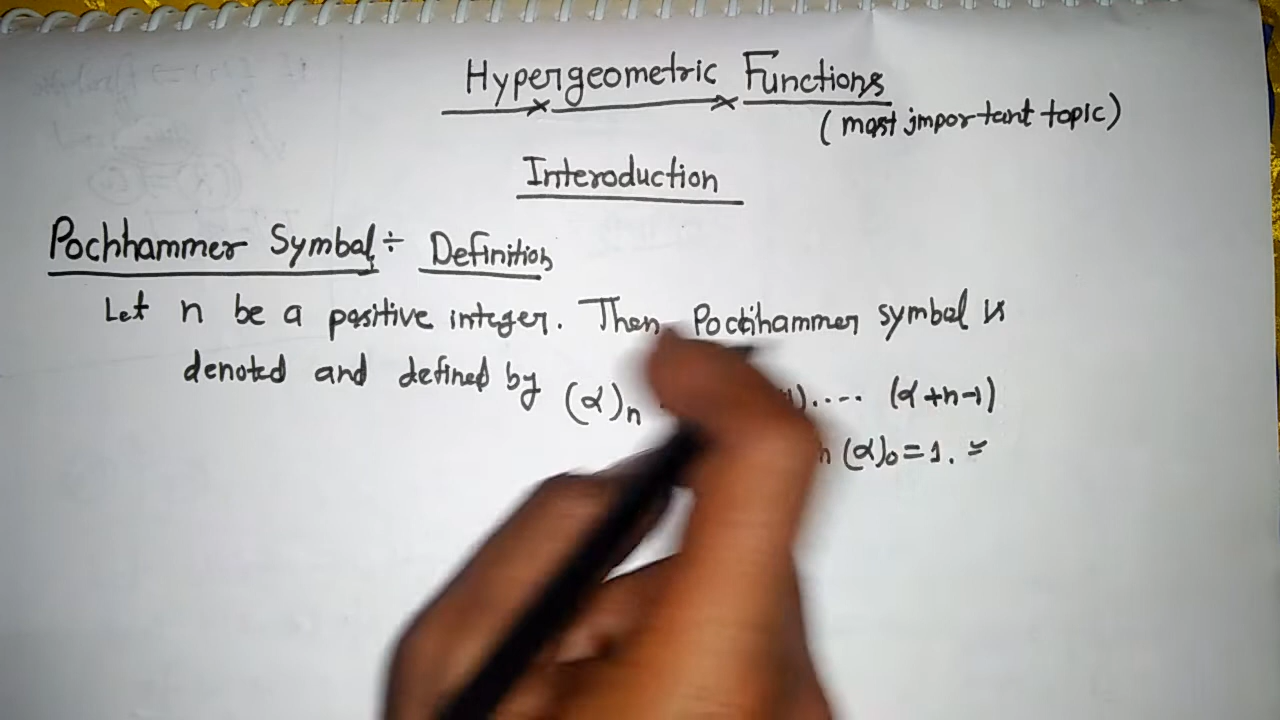 Hypergeometric Functions
(most important topic)
Interoduction
Pochhammer Symbol ÷ Definition
Let n be a positive integer. Then Pochhammer symbol is
denoted and defined by (α)n .... (α+n-1)
(α)₀ = 1.